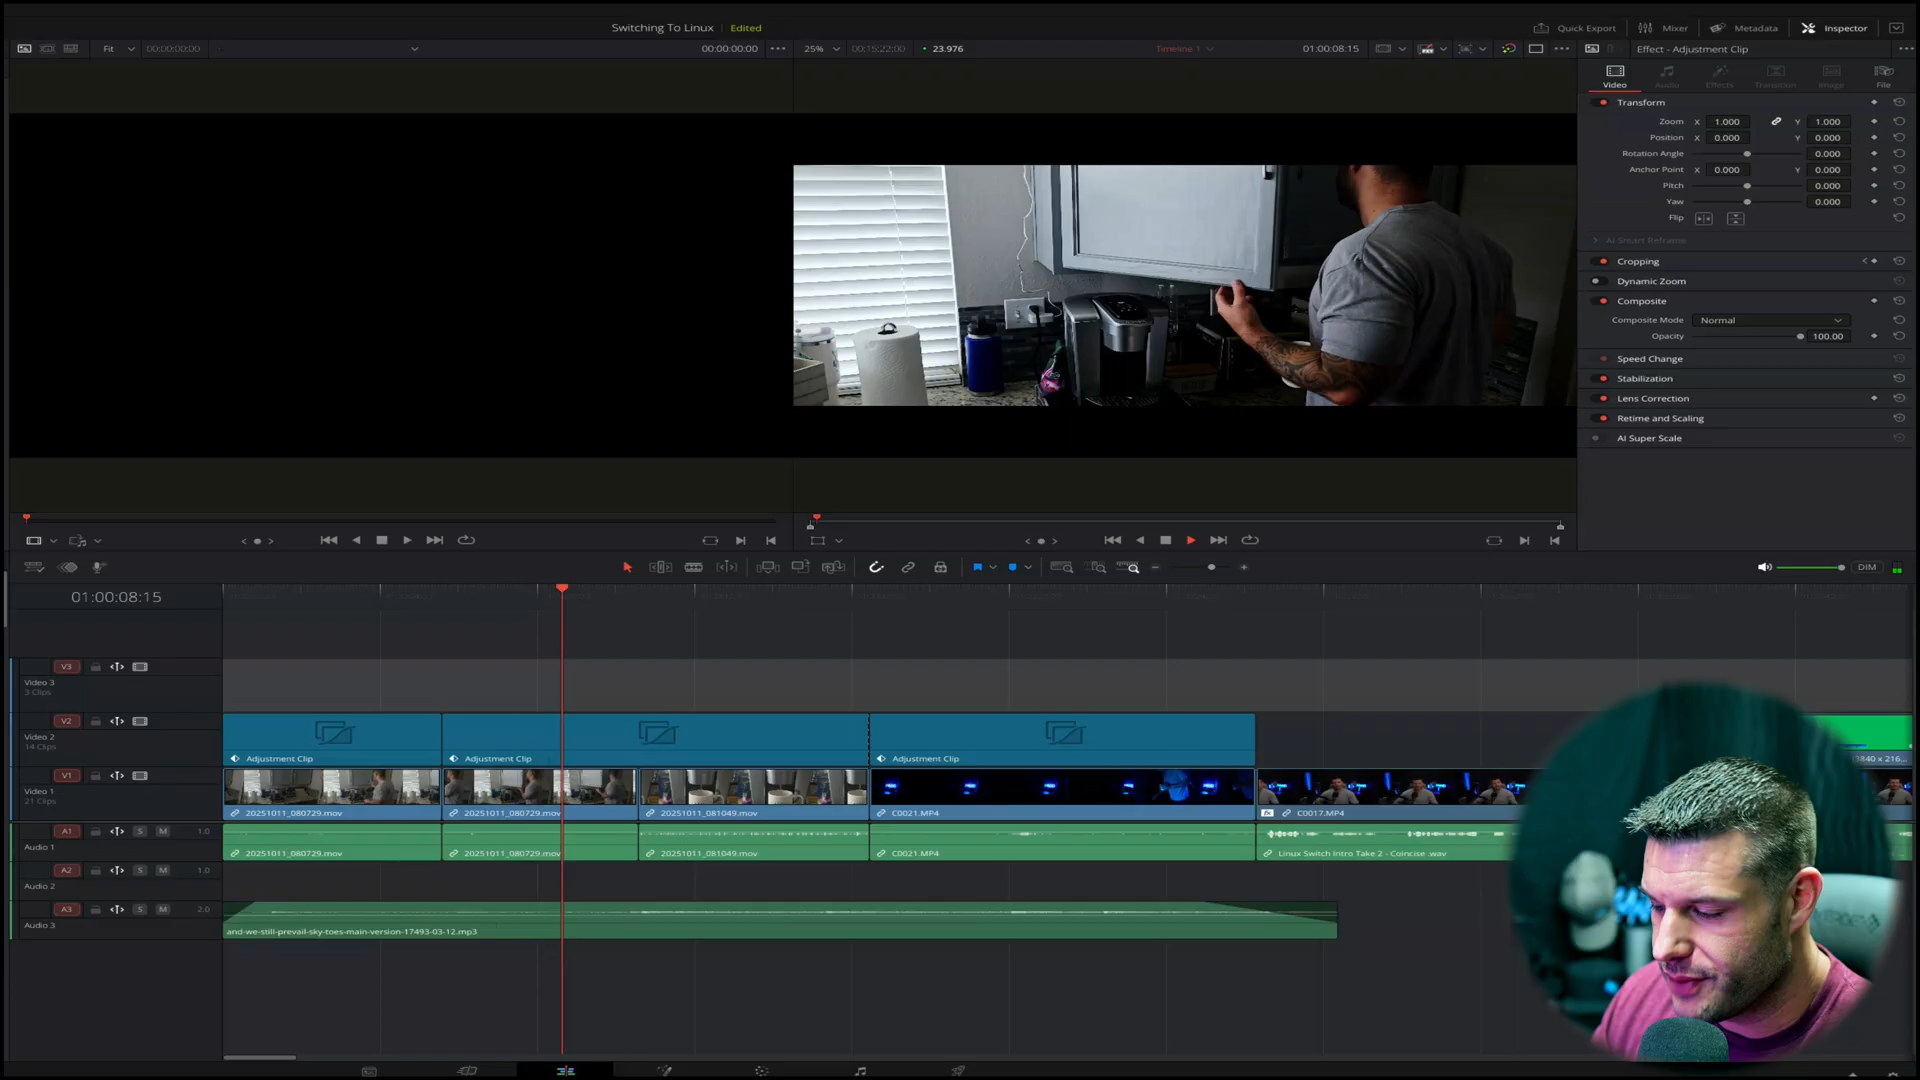 Switching To Linux Edited
Quick Export Mixer Metadata Inspector
Fit 00:00:00:00 00:00:00:00 25% 00:15:22:00 23.976 Timeline 1 01:00:08:15 Effect - Adjustment Clip
Video Audio Effects Transition Image File
Transform
Zoom X 1.000 Y 1.000
Position X 0.000 Y 0.000
Rotation Angle 0.000
Anchor Point X 0.000 Y 0.000
Pitch 0.000
Yaw 0.000
Flip
AI Smart Reframe
Cropping
Dynamic Zoom
Composite
Composite Mode Normal
Opacity 100.00
Speed Change
Stabilization
Lens Correction
Retime and Scaling
AI Super Scale
DIM
01:00:08:15
V3
Video 3
3 Clips
V2
Video 2
14 Clips
Adjustment Clip Adjustment Clip Adjustment Clip
V1
Video 1
21 Clips
20251011_080729.mov 20251011_080729.mov 20251011_081049.mov C0021.MP4 C0017.MP4
A1 S M 1.0
Audio 1
20251011_080729.mov 20251011_080729.mov 20251011_081049.mov C0021.MP4 Linux Switch Intro Take 2 - Coincise .wav
A2 S M 1.0
Audio 2
A3 S M 2.0
Audio 3
and-we-still-prevail-sky-toes-main-version-17493-03-12.mp3